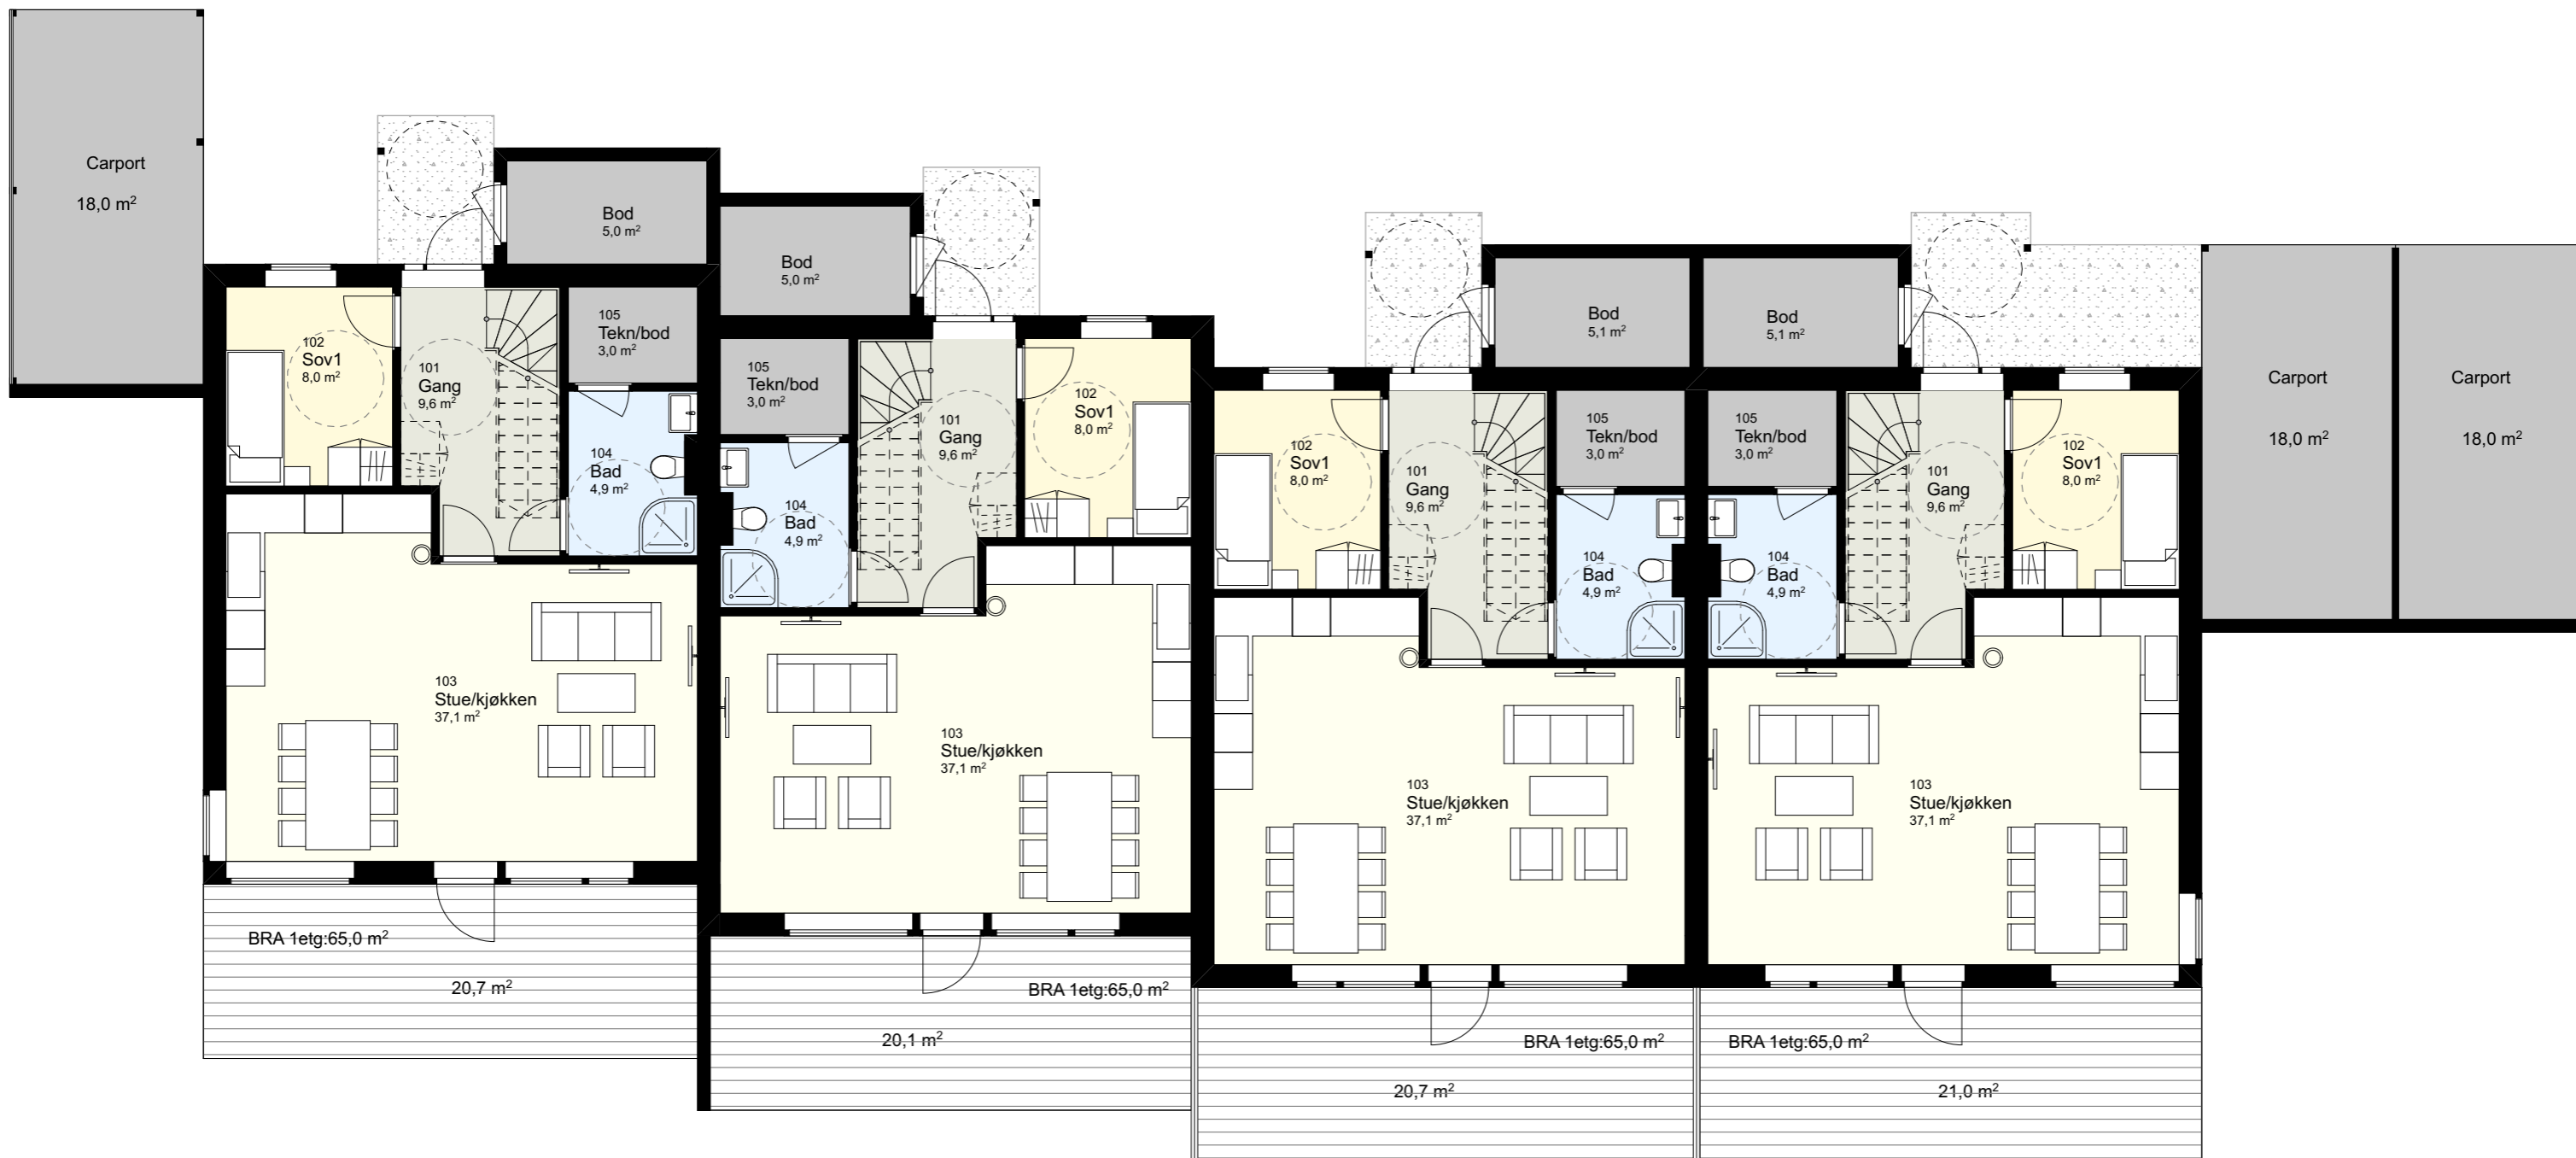 Carport
18,0 m²
Bod
5,0 m²
102
Sov1
8,0 m²
101
Gang
9,6 m²
105
Tekn/bod
3,0 m²
104
Bad
4,9 m²
103
Stue/kjøkken
37,1 m²
BRA 1etg:65,0 m²
20,7 m²
Bod
5,0 m²
105
Tekn/bod
3,0 m²
101
Gang
9,6 m²
102
Sov1
8,0 m²
104
Bad
4,9 m²
103
Stue/kjøkken
37,1 m²
BRA 1etg:65,0 m²
20,1 m²
Bod
5,1 m²
102
Sov1
8,0 m²
101
Gang
9,6 m²
105
Tekn/bod
3,0 m²
104
Bad
4,9 m²
103
Stue/kjøkken
37,1 m²
BRA 1etg:65,0 m²
20,7 m²
Bod
5,1 m²
105
Tekn/bod
3,0 m²
101
Gang
9,6 m²
102
Sov1
8,0 m²
104
Bad
4,9 m²
103
Stue/kjøkken
37,1 m²
BRA 1etg:65,0 m²
21,0 m²
Carport
18,0 m²
Carport
18,0 m²